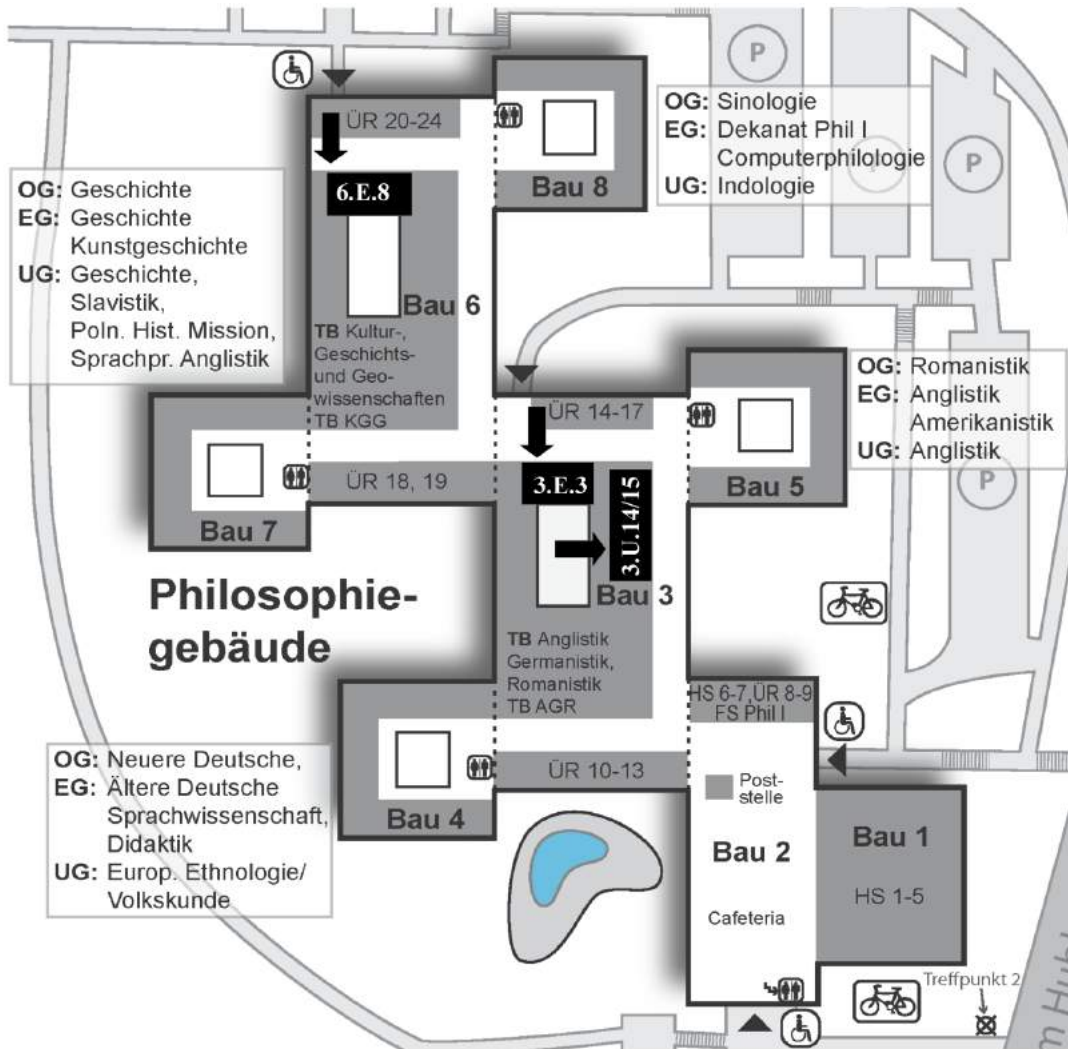 P
OG: Sinologie
EG: Dekanat Phil I
Computerphilologie
UG: Indologie
P
P
P
ÜR 20-24
6.E.8
Bau 8
OG: Geschichte
EG: Geschichte
Kunstgeschichte
UG: Geschichte,
Slavistik,
Poln. Hist. Mission,
Sprachpr. Anglistik
Bau 6
TB Kultur-,
Geschichts-
und Geo-
wissenschaften
TB KGG
OG: Romanistik
EG: Anglistik
Amerikanistik
UG: Anglistik
P
ÜR 14-17
ÜR 18, 19
3.E.3
3.U.14/15
Bau 5
Bau 7
Bau 3
Philosophie-
gebäude
TB Anglistik
Germanistik,
Romanistik
TB AGR
HS 6-7,ÜR 8-9
FS Phil I
OG: Neuere Deutsche,
EG: Ältere Deutsche
Sprachwissenschaft,
Didaktik
UG: Europ. Ethnologie/
Volkskunde
ÜR 10-13
Bau 4
Post-
stelle
Bau 2
Cafeteria
Bau 1
HS 1-5
Treffpunkt 2
m Hubl